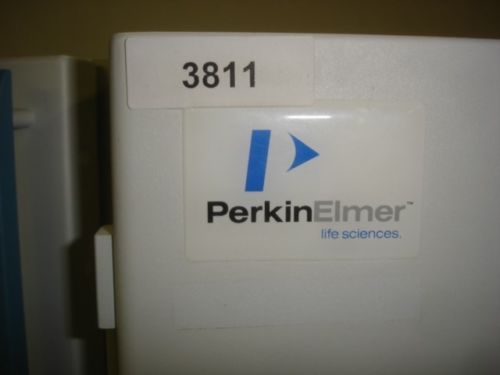 3811
PerkinElmer™
life sciences.